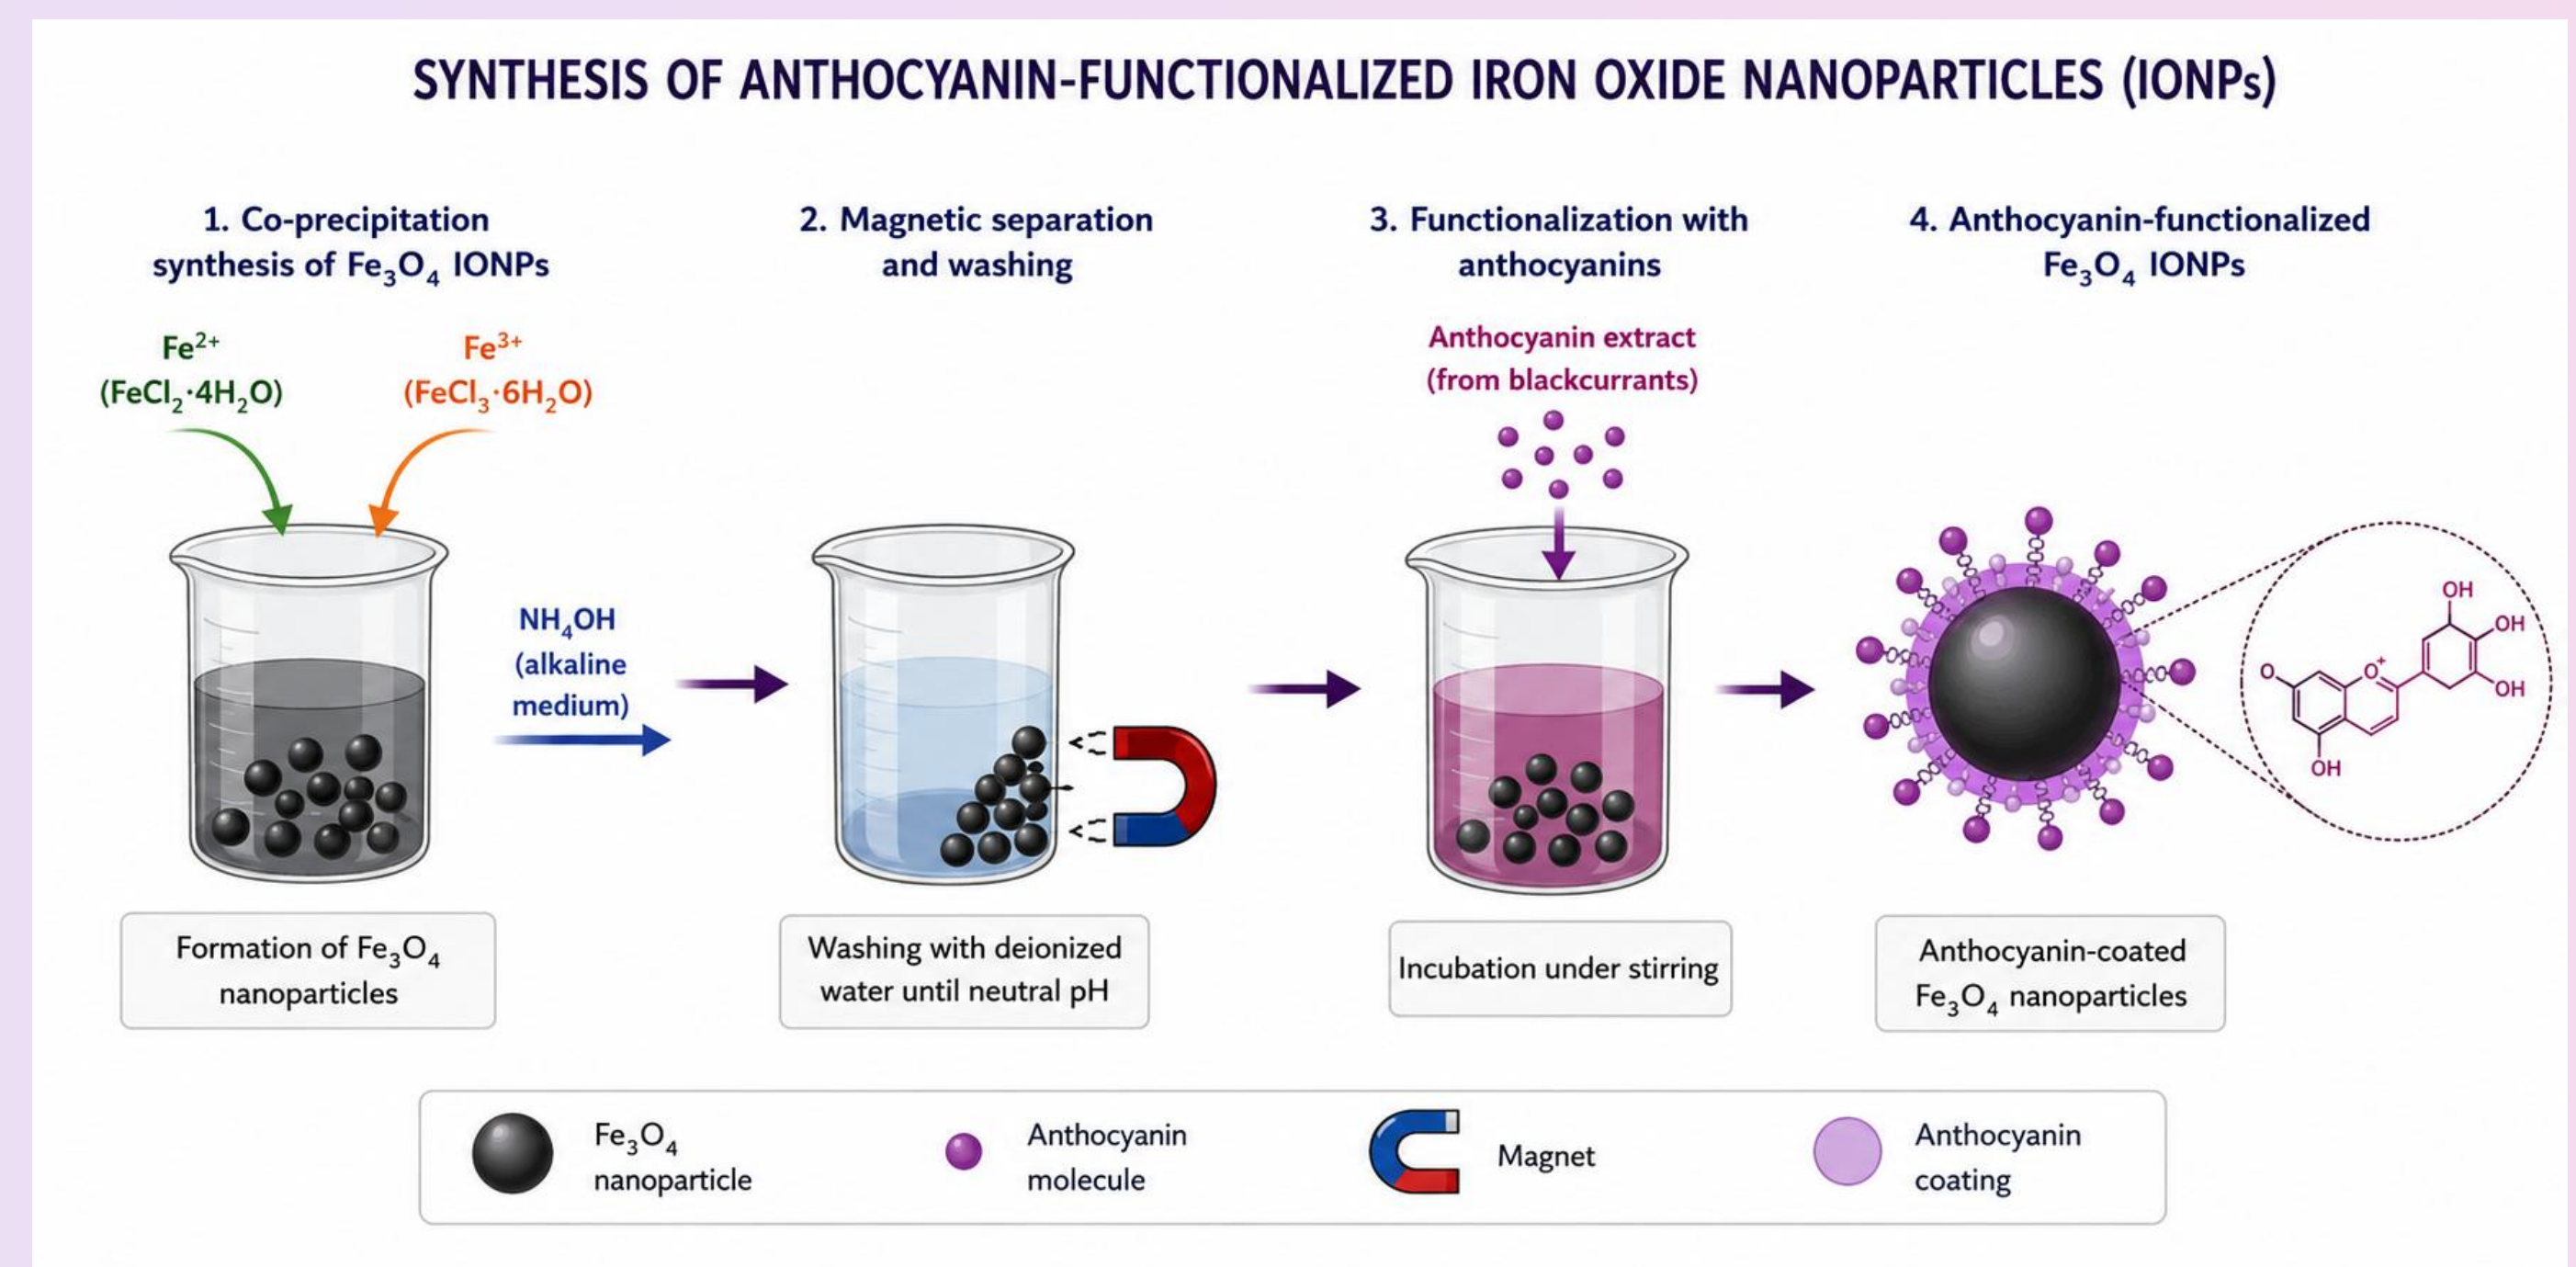 SYNTHESIS OF ANTHOCYANIN-FUNCTIONALIZED IRON OXIDE NANOPARTICLES (IONPs)
1. Co-precipitation
synthesis of Fe₃O₄ IONPs
Fe²⁺
(FeCl₂·4H₂O)
Fe³⁺
(FeCl₃·6H₂O)
NH₄OH
(alkaline
medium)
Formation of Fe₃O₄
nanoparticles
2. Magnetic separation
and washing
Washing with deionized
water until neutral pH
3. Functionalization with
anthocyanins
Anthocyanin extract
(from blackcurrants)
Incubation under stirring
4. Anthocyanin-functionalized
Fe₃O₄ IONPs
OH
OH
O
O⁺
OH
OH
Anthocyanin-coated
Fe₃O₄ nanoparticles
Fe₃O₄
nanoparticle
Anthocyanin
molecule
Magnet
Anthocyanin
coating